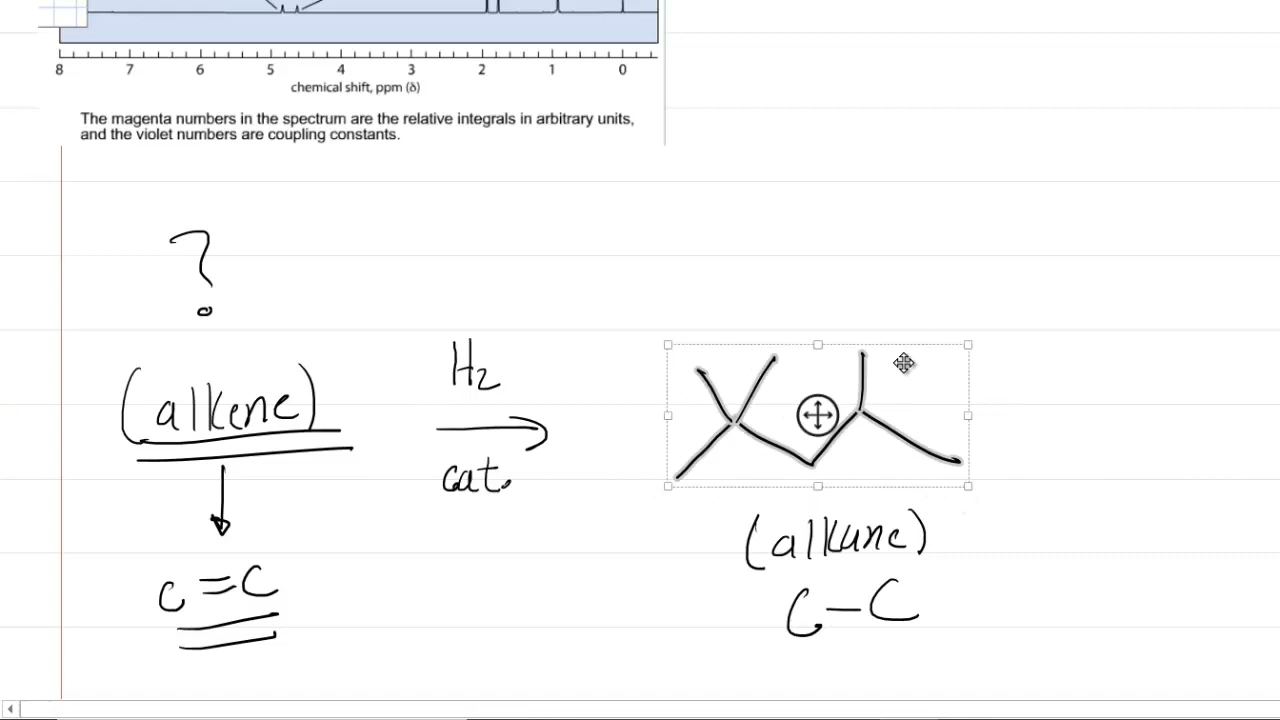 8 7 6 5 4 3 2 1 0
chemical shift, ppm (δ)
The magenta numbers in the spectrum are the relative integrals in arbitrary units,
and the violet numbers are coupling constants.
?
H2
(alkene)
cat.
(alkane)
C=C
C-C